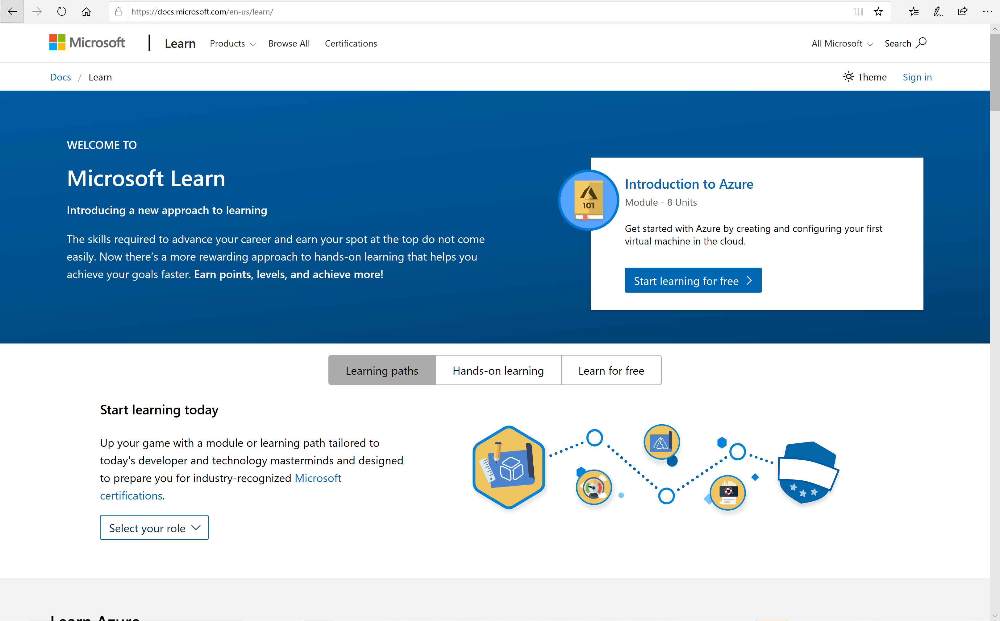 https://docs.microsoft.com/en-us/learn/
Microsoft
Learn
Products
Browse All
Certifications
All Microsoft
Search
Docs / Learn
Theme
Sign in
WELCOME TO
Microsoft Learn
Introducing a new approach to learning
The skills required to advance your career and earn your spot at the top do not come
easily. Now there’s a more rewarding approach to hands-on learning that helps you
achieve your goals faster. Earn points, levels, and achieve more!
101
Introduction to Azure
Module - 8 Units
Get started with Azure by creating and configuring your first
virtual machine in the cloud.
Start learning for free
Learning paths
Hands-on learning
Learn for free
Start learning today
Up your game with a module or learning path tailored to
today's developer and technology masterminds and designed
to prepare you for industry-recognized Microsoft
certifications.
Select your role
Learn Azure